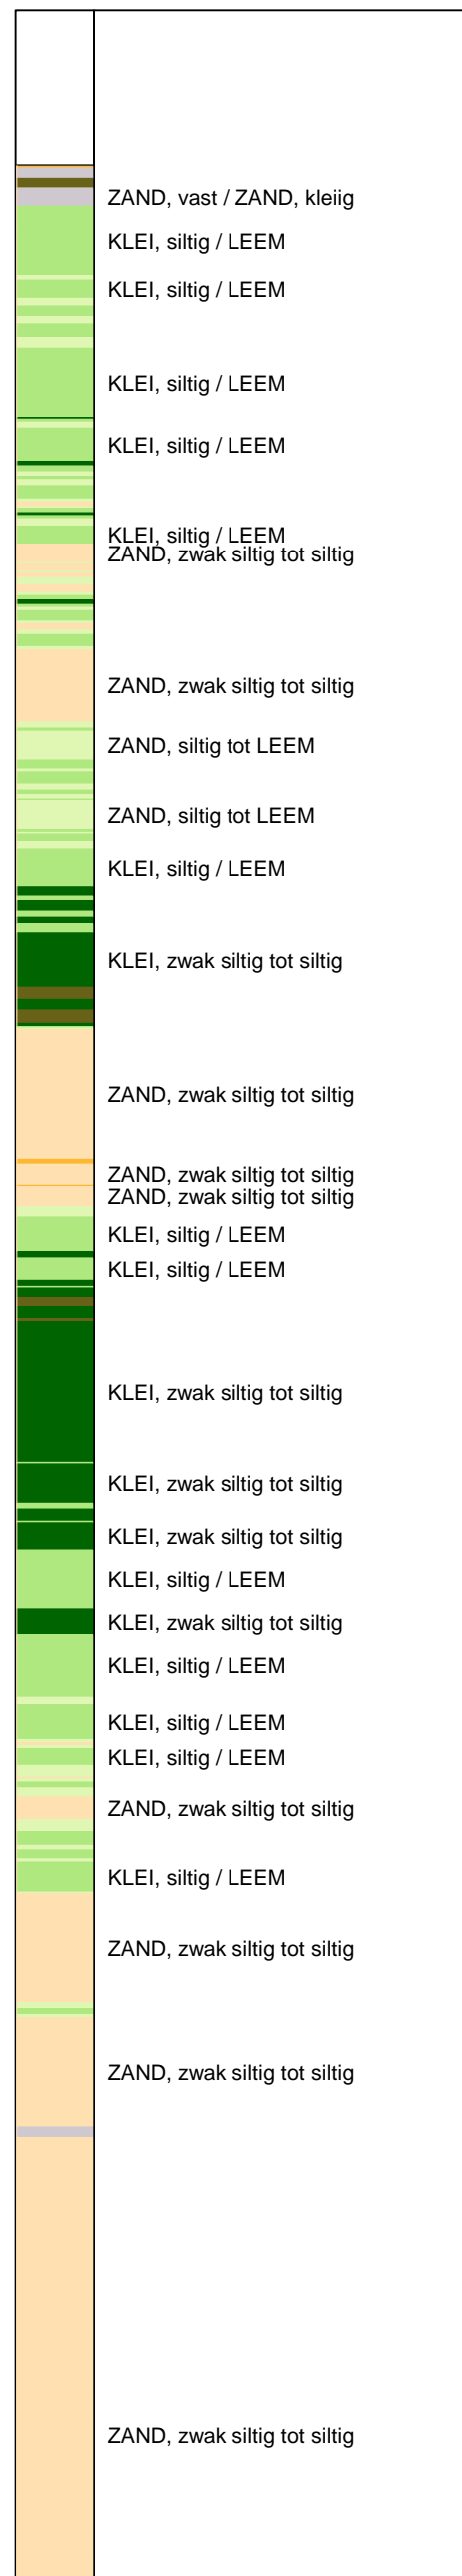 ZAND, vast / ZAND, kleiig
KLEI, siltig / LEEM
KLEI, siltig / LEEM
KLEI, siltig / LEEM
KLEI, siltig / LEEM
KLEI, siltig / LEEM
ZAND, zwak siltig tot siltig
ZAND, zwak siltig tot siltig
ZAND, siltig tot LEEM
ZAND, siltig tot LEEM
KLEI, siltig / LEEM
KLEI, zwak siltig tot siltig
ZAND, zwak siltig tot siltig
ZAND, zwak siltig tot siltig
ZAND, zwak siltig tot siltig
KLEI, siltig / LEEM
KLEI, siltig / LEEM
KLEI, zwak siltig tot siltig
KLEI, zwak siltig tot siltig
KLEI, zwak siltig tot siltig
KLEI, siltig / LEEM
KLEI, zwak siltig tot siltig
KLEI, siltig / LEEM
KLEI, siltig / LEEM
KLEI, siltig / LEEM
ZAND, zwak siltig tot siltig
KLEI, siltig / LEEM
ZAND, zwak siltig tot siltig
ZAND, zwak siltig tot siltig
ZAND, zwak siltig tot siltig